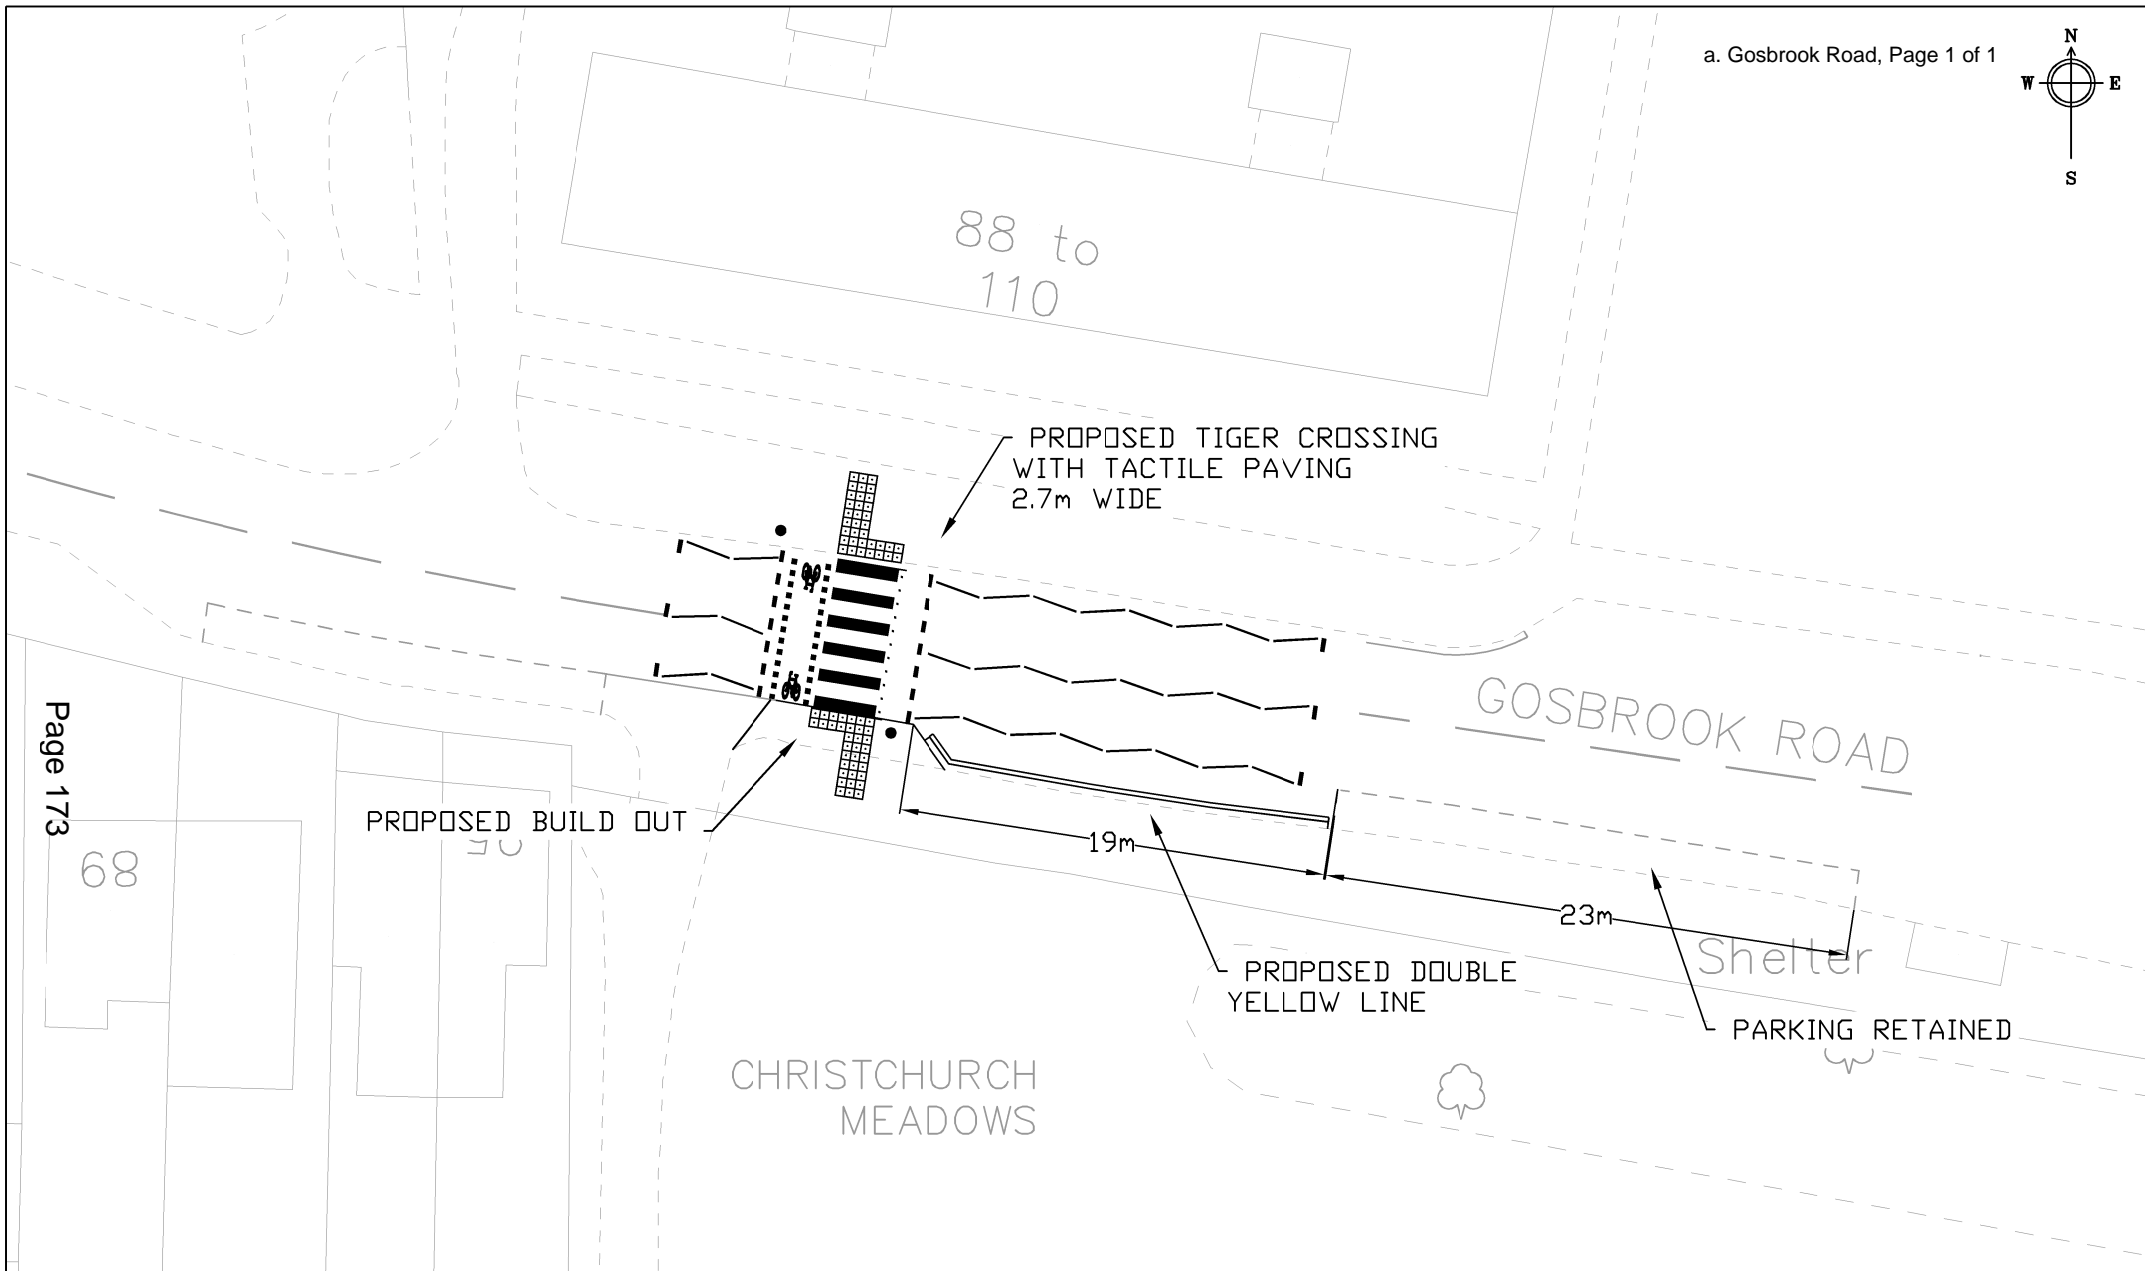 a. Gosbrook Road, Page 1 of 1
N
W E
S
88 to
110
PROPOSED TIGER CROSSING
WITH TACTILE PAVING
2.7m WIDE
GOSBROOK ROAD
Page 173
PROPOSED BUILD OUT
89
19m
23m
Shelter
PROPOSED DOUBLE
YELLOW LINE
PARKING RETAINED
CHRISTCHURCH
MEADOWS